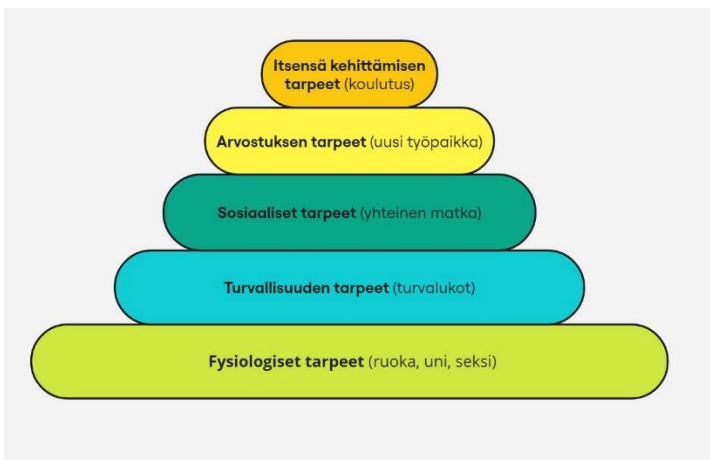 Itsensä kehittämisen
tarpeet (koulutus)
Arvostuksen tarpeet (uusi työpaikka)
Sosiaaliset tarpeet (yhteinen matka)
Turvallisuuden tarpeet (turvalukot)
Fysiologiset tarpeet (ruoka, uni, seksi)